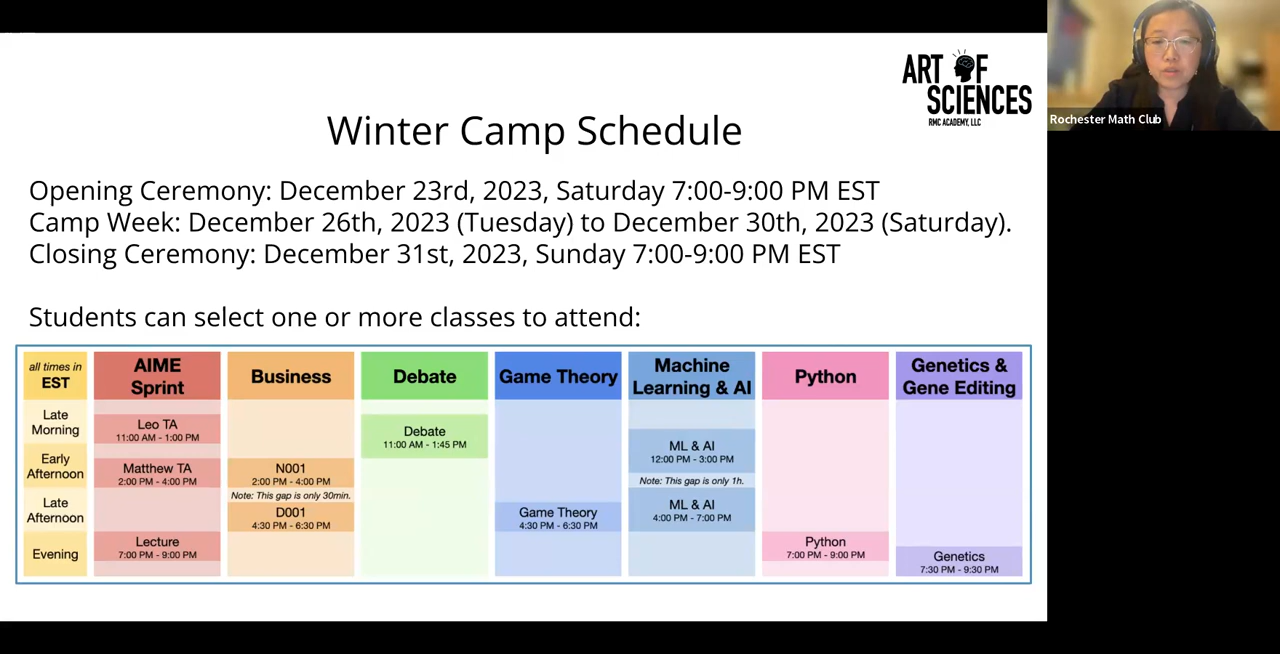 ART OF
SCIENCES
RMC ACADEMY, LLC
Rochester Math Club
Winter Camp Schedule
Opening Ceremony: December 23rd, 2023, Saturday 7:00-9:00 PM EST
Camp Week: December 26th, 2023 (Tuesday) to December 30th, 2023 (Saturday).
Closing Ceremony: December 31st, 2023, Sunday 7:00-9:00 PM EST
Students can select one or more classes to attend:
all times in
EST
AIME
Sprint
Business
Debate
Game Theory
Machine
Learning & AI
Python
Genetics &
Gene Editing
Late
Morning
Leo TA
11:00 AM - 1:00 PM
Debate
11:00 AM - 1:45 PM
Early
Afternoon
Matthew TA
2:00 PM - 4:00 PM
N001
2:00 PM - 4:00 PM
Note: This gap is only 30min.
ML & AI
12:00 PM - 3:00 PM
Note: This gap is only 1h.
Late
Afternoon
D001
4:30 PM - 6:30 PM
Game Theory
4:30 PM - 6:30 PM
ML & AI
4:00 PM - 7:00 PM
Evening
Lecture
7:00 PM - 9:00 PM
Python
7:00 PM - 9:00 PM
Genetics
7:30 PM - 9:30 PM